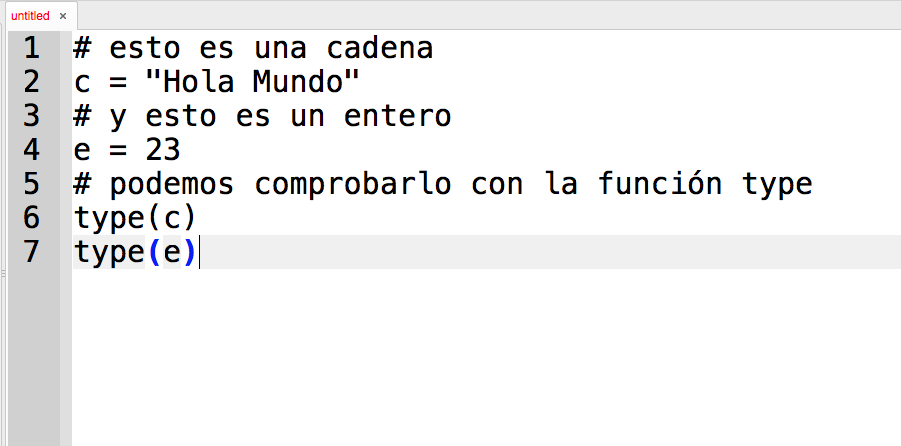 untitled ×
1 # esto es una cadena
2 c = "Hola Mundo"
3 # y esto es un entero
4 e = 23
5 # podemos comprobarlo con la función type
6 type(c)
7 type(e)